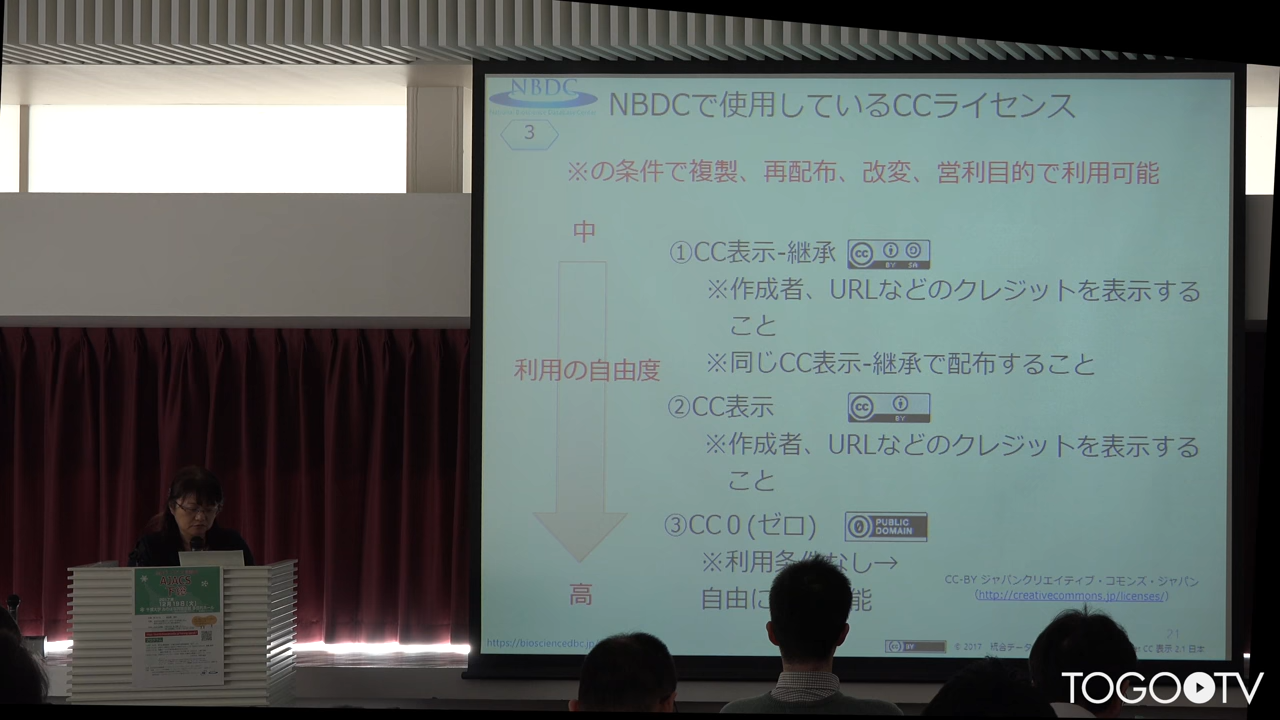 NBDC
NBDCで使用しているCCライセンス
3
※の条件で複製、再配布、改変、営利目的で利用可能
中
①CC表示-継承
cc
BY SA
※作成者、URLなどのクレジットを表示する
こと
※同じCC表示-継承で配布すること
利用の自由度
②CC表示
cc
BY
※作成者、URLなどのクレジットを表示する
こと
③CC０(ゼロ)
PUBLIC
DOMAIN
※利用条件なし→
自由に 能
高
CC-BY ジャパンクリエイティブ・コモンズ・ジャパン
（http://creativecommons.jp/licenses/）
https://biosciencedbc.jp
21
cc BY
© 2017 統合データ
CC 表示 2.1 日本
TOGO TV